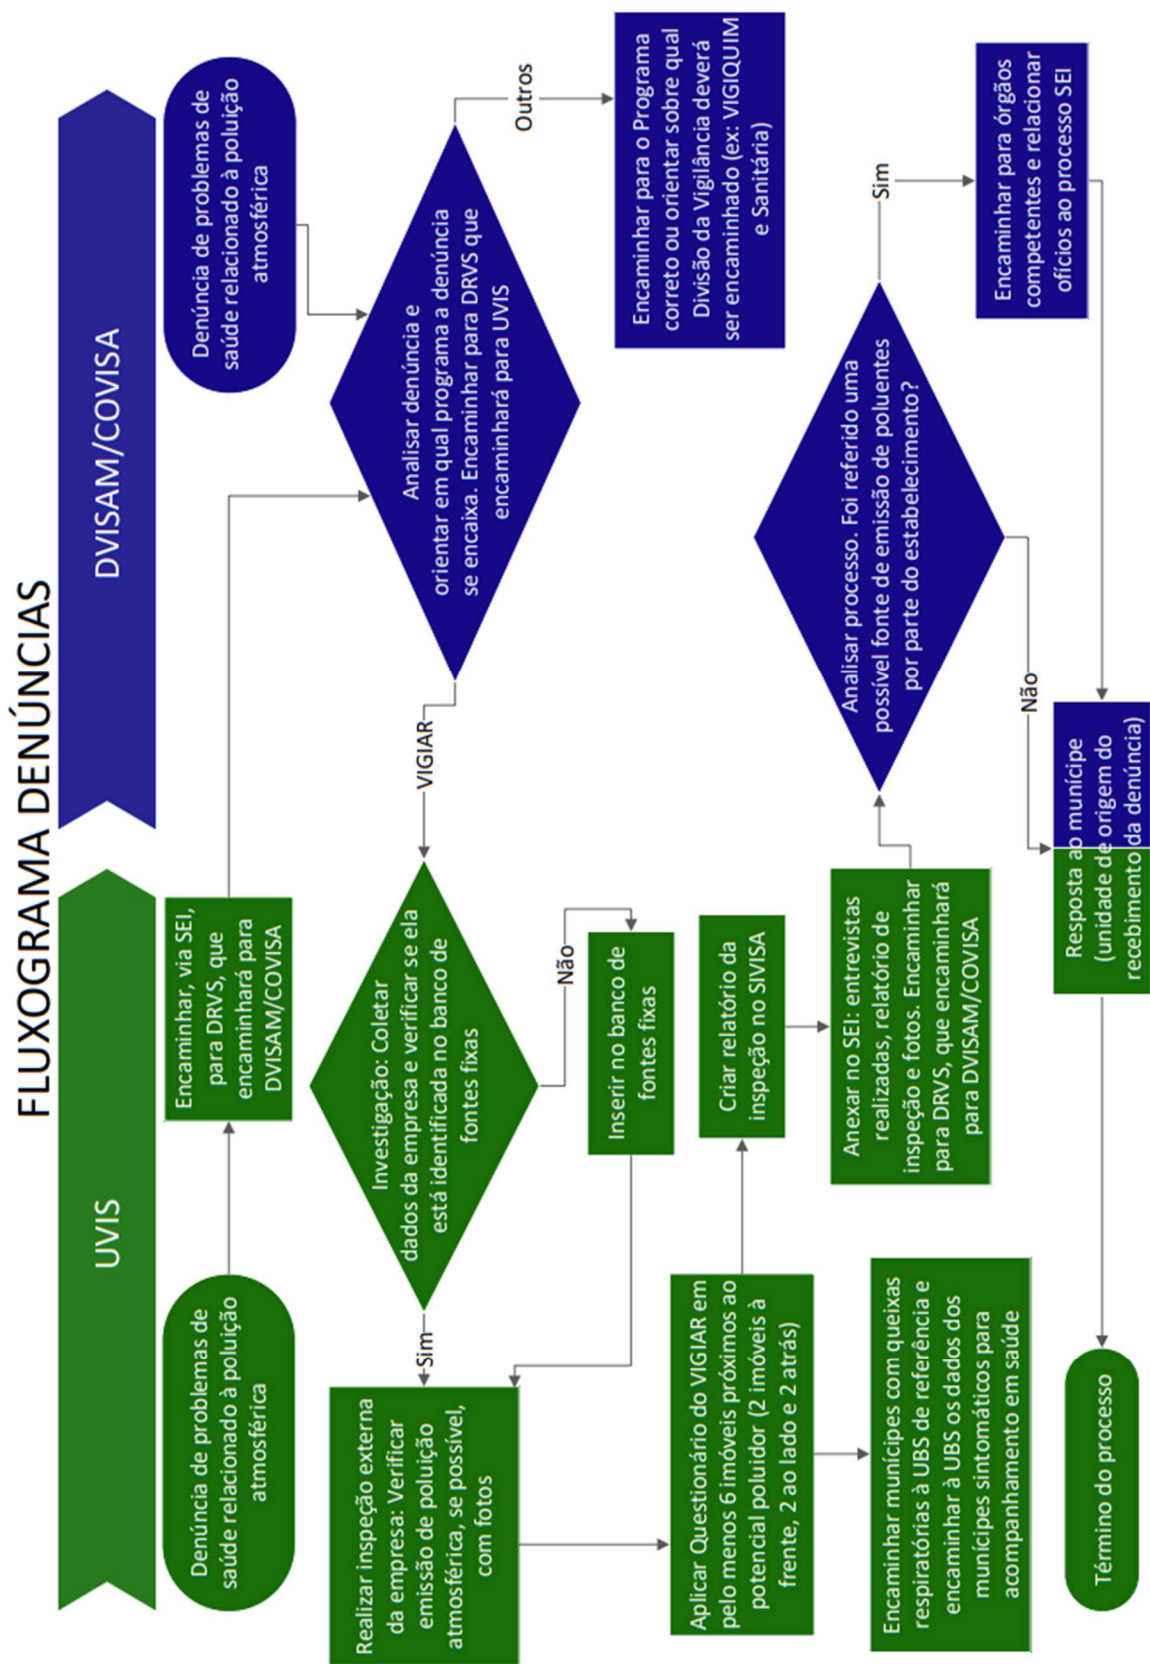 FLUXOGRAMA DENÚNCIAS
UVIS
DVISAM/COVISA
Denúncia de problemas de
saúde relacionado à poluição
atmosférica
Encaminhar, via SEI,
para DRVS, que
encaminhará para
DVISAM/COVISA
Denúncia de problemas de
saúde relacionado à poluição
atmosférica
Analisar denúncia e
orientar em qual programa a denúncia
se encaixa. Encaminhar para DRVS que
encaminhará para UVIS
Outros
Encaminhar para o Programa
correto ou orientar sobre qual
Divisão da Vigilância deverá
ser encaminhado (ex: VIGIQUIM
e Sanitária)
VIGIAR
Investigação: Coletar
dados da empresa e verificar se ela
está identificada no banco de
fontes fixas
Não
Inserir no banco de
fontes fixas
Sim
Realizar inspeção externa
da empresa: Verificar
emissão de poluição
atmosférica, se possível,
com fotos
Aplicar Questionário do VIGIAR em
pelo menos 6 imóveis próximos ao
potencial poluidor (2 imóveis à
frente, 2 ao lado e 2 atrás)
Criar relatório da
inspeção no SIVISA
Encaminhar munícipes com queixas
respiratórias à UBS de referência e
encaminhar à UBS os dados dos
munícipes sintomáticos para
acompanhamento em saúde
Anexar no SEI: entrevistas
realizadas, relatório de
inspeção e fotos. Encaminhar
para DRVS, que encaminhará
para DVISAM/COVISA
Analisar processo. Foi referido uma
possível fonte de emissão de poluentes
por parte do estabelecimento?
Sim
Encaminhar para órgãos
competentes e relacionar
ofícios ao processo SEI
Não
Resposta ao munícipe
(unidade de origem do
recebimento da denúncia)
Término do processo